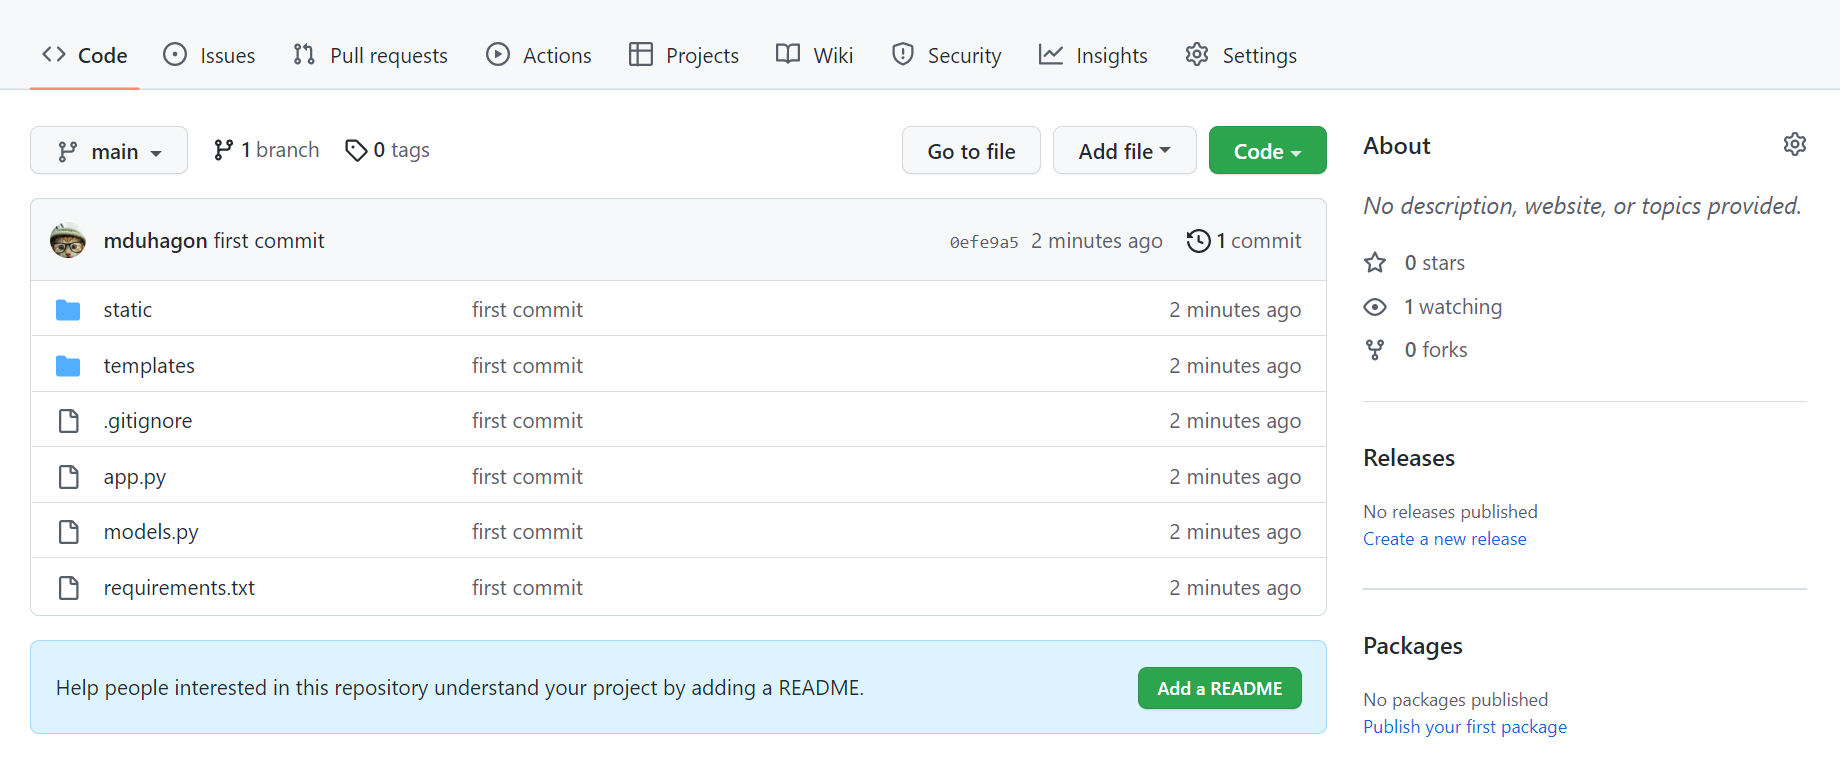 Code Issues Pull requests Actions Projects Wiki Security Insights Settings
main 1 branch 0 tags Go to file Add file Code
mduhagon first commit 0efe9a5 2 minutes ago 1 commit
static first commit 2 minutes ago
templates first commit 2 minutes ago
.gitignore first commit 2 minutes ago
app.py first commit 2 minutes ago
models.py first commit 2 minutes ago
requirements.txt first commit 2 minutes ago
Help people interested in this repository understand your project by adding a README. Add a README
About
No description, website, or topics provided.
0 stars
1 watching
0 forks
Releases
No releases published
Create a new release
Packages
No packages published
Publish your first package